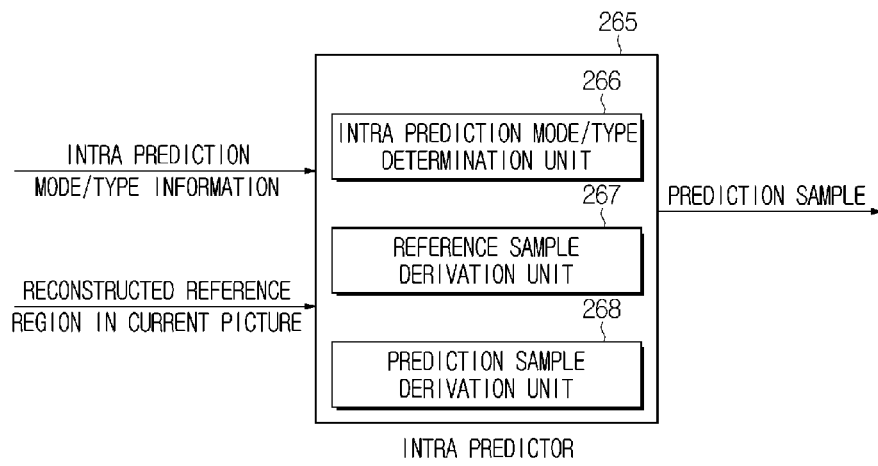 265
266
INTRA PREDICTION MODE/TYPE
DETERMINATION UNIT
INTRA PREDICTION
MODE/TYPE INFORMATION
PREDICTION SAMPLE
267
REFERENCE SAMPLE
DERIVATION UNIT
RECONSTRUCTED REFERENCE
REGION IN CURRENT PICTURE
268
PREDICTION SAMPLE
DERIVATION UNIT
INTRA PREDICTOR